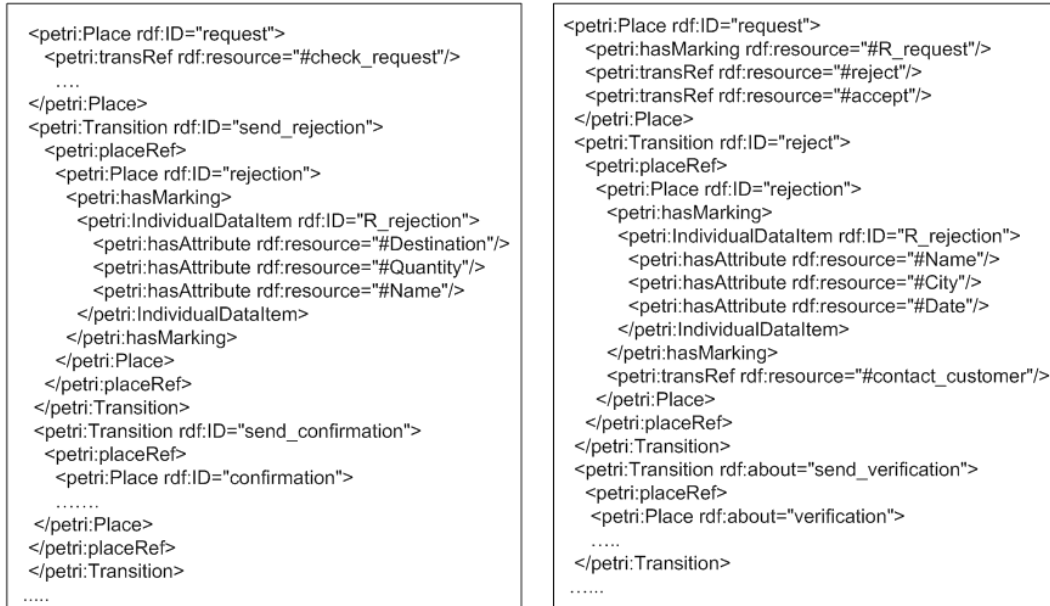 <petri:Place rdf:ID="request">
<petri:transRef rdf:resource="#check_request"/>
....
</petri:Place>
<petri:Transition rdf:ID="send_rejection">
<petri:placeRef>
<petri:Place rdf:ID="rejection">
<petri:hasMarking>
<petri:IndividualDataItem rdf:ID="R_rejection">
<petri:hasAttribute rdf:resource="#Destination"/>
<petri:hasAttribute rdf:resource="#Quantity"/>
<petri:hasAttribute rdf:resource="#Name"/>
</petri:IndividualDataItem>
</petri:hasMarking>
</petri:Place>
</petri:placeRef>
</petri:Transition>
<petri:Transition rdf:ID="send_confirmation">
<petri:placeRef>
<petri:Place rdf:ID="confirmation">
.......
</petri:Place>
</petri:placeRef>
</petri:Transition>
.....
<petri:Place rdf:ID="request">
<petri:hasMarking rdf:resource="#R_request"/>
<petri:transRef rdf:resource="#reject"/>
<petri:transRef rdf:resource="#accept"/>
</petri:Place>
<petri:Transition rdf:ID="reject">
<petri:placeRef>
<petri:Place rdf:ID="rejection">
<petri:hasMarking>
<petri:IndividualDataItem rdf:ID="R_rejection">
<petri:hasAttribute rdf:resource="#Name"/>
<petri:hasAttribute rdf:resource="#City"/>
<petri:hasAttribute rdf:resource="#Date"/>
</petri:IndividualDataItem>
</petri:hasMarking>
<petri:transRef rdf:resource="#contact_customer"/>
</petri:Place>
</petri:placeRef>
</petri:Transition>
<petri:Transition rdf:about="send_verification">
<petri:placeRef>
<petri:Place rdf:about="verification">
.....
</petri:Transition>
......